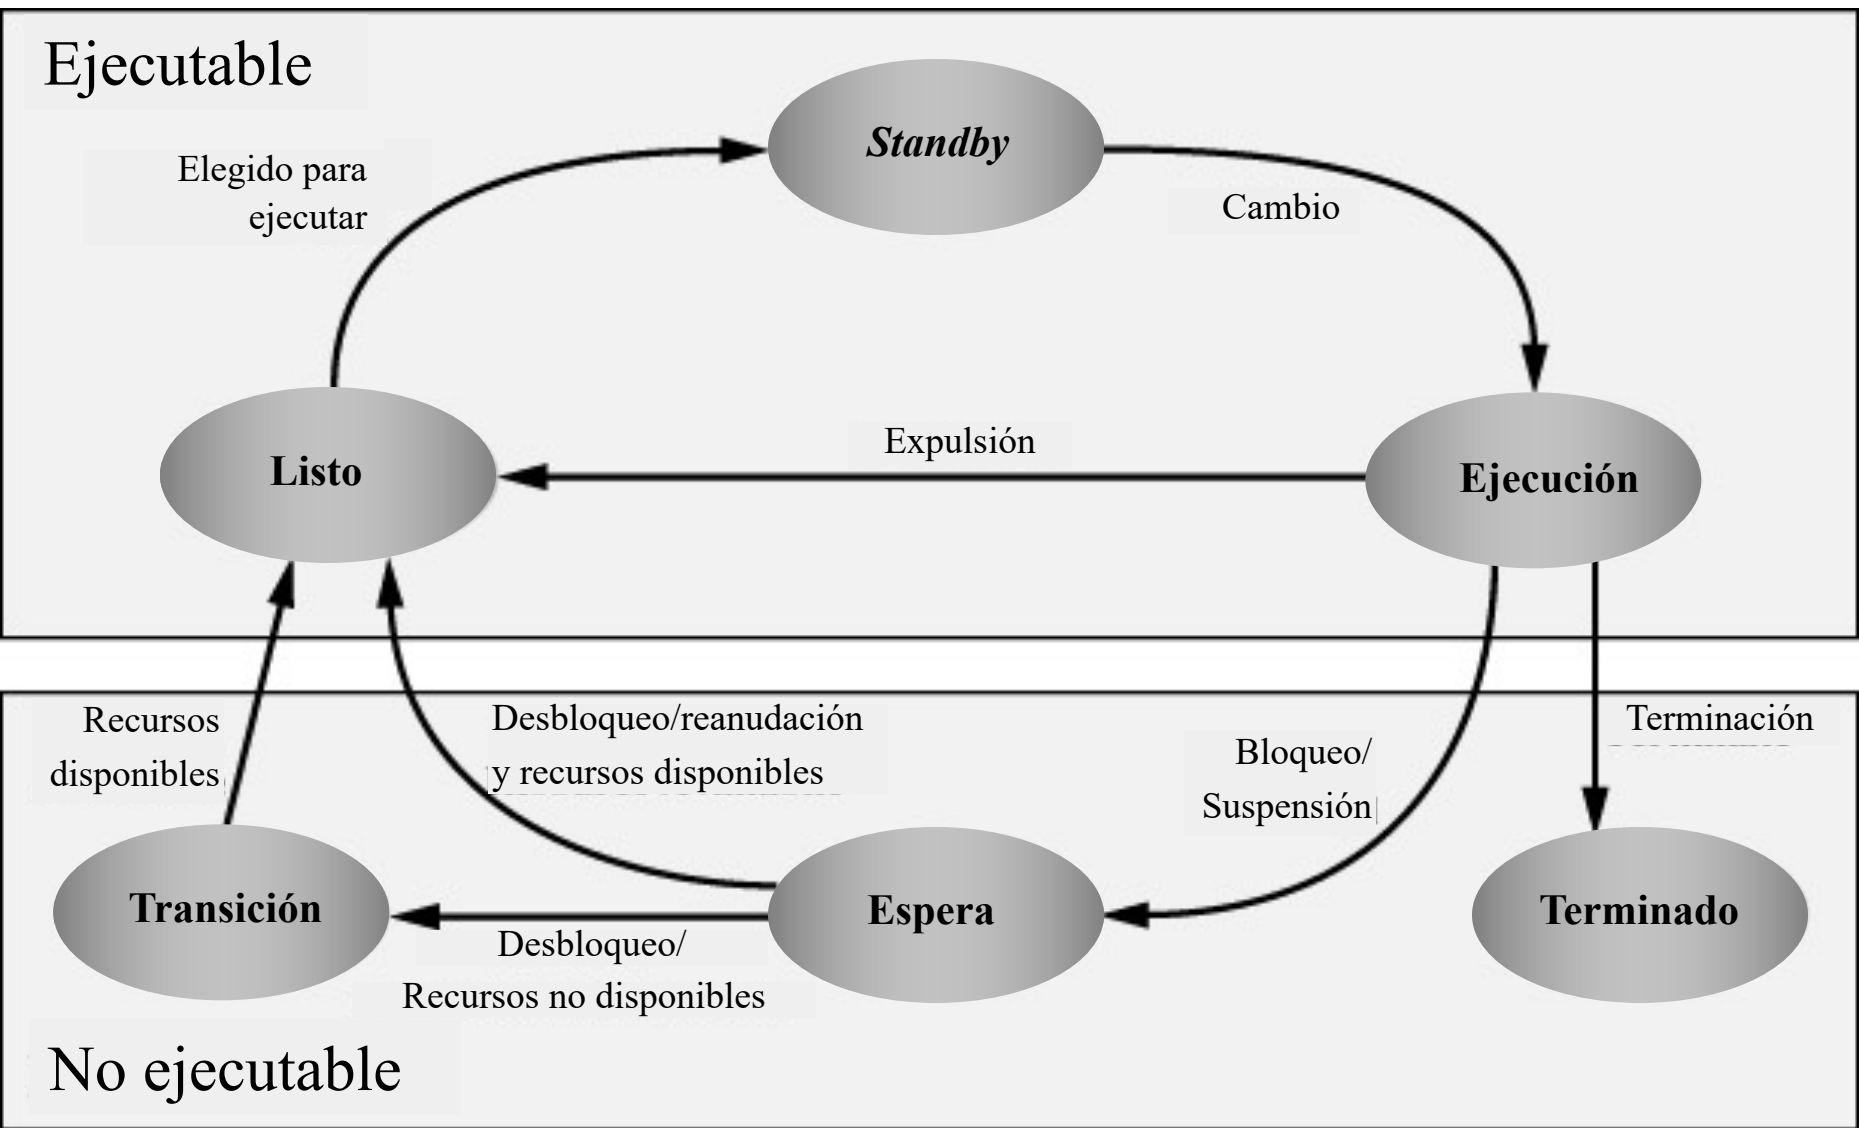 Ejecutable
Standby
Elegido para
ejecutar
Cambio
Expulsión
Listo
Ejecución
Recursos
disponibles
Desbloqueo/reanudación
y recursos disponibles
Bloqueo/
Suspensión
Terminación
Transición
Espera
Terminado
Desbloqueo/
Recursos no disponibles
No ejecutable